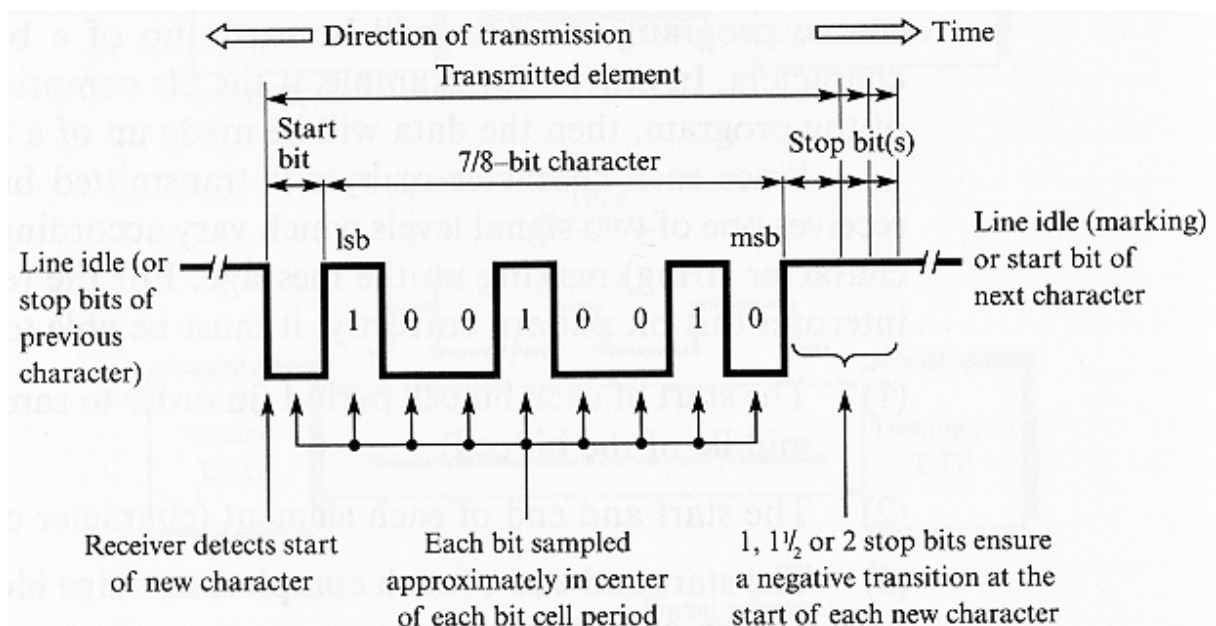 Direction of transmission
Time
Transmitted element
Start
bit
7/8–bit character
Stop bit(s)
lsb
msb
Line idle (or
stop bits of
previous
character)
1 0 0 1 0 0 1 0
Line idle (marking)
or start bit of
next character
Receiver detects start
of new character
Each bit sampled
approximately in center
of each bit cell period
1, 1 1/2 or 2 stop bits ensure
a negative transition at the
start of each new character